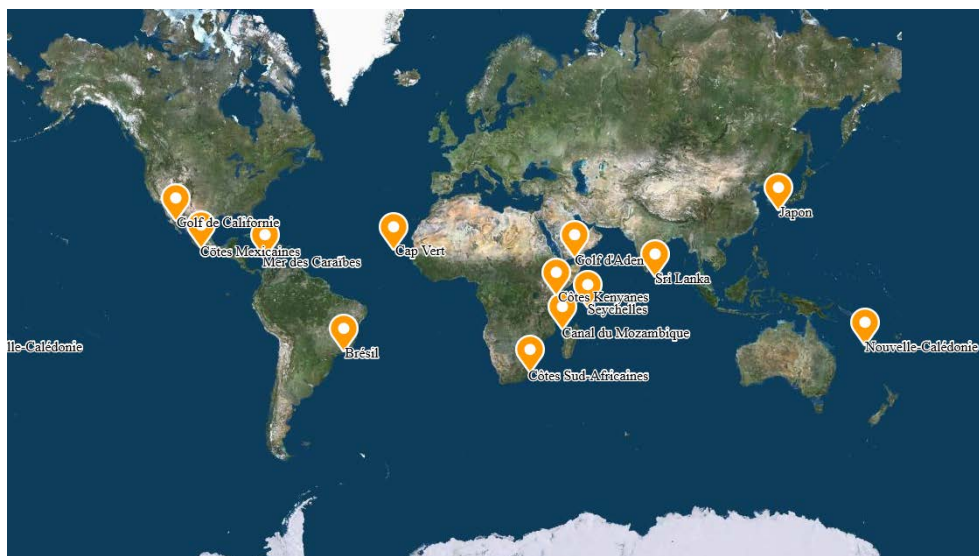 Golf de Californie
Japon
Côtes Mexicaines
Cap Vert
Mer des Caraïbes
Golf d'Aden
Sri Lanka
Côtes Kenyanes
Seychelles
Canal du Mozambique
lle-Calédonie
Brésil
Nouvelle-Calédonie
Côtes Sud-Africaines